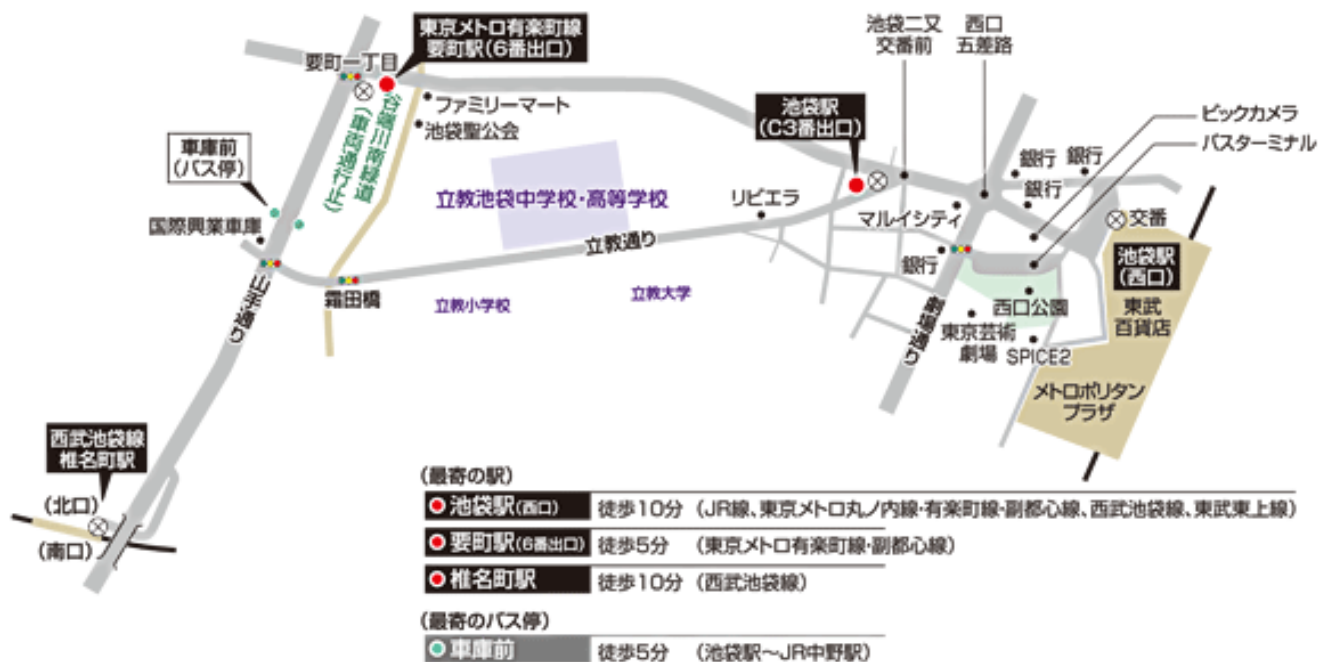 東京メトロ有楽町線
要町駅(6番出口)
池袋二又
交番前
西口
五差路
要町一丁目
ファミリーマート
池袋聖公会
池袋駅
(C3番出口)
ビックカメラ
バスターミナル
車庫前
(バス停)
谷端川南緑道
銀行
銀行
銀行
立教池袋中学校・高等学校
リビエラ
マルイシティ
交番
国際興業車庫
立教通り
銀行
池袋駅
(西口)
霜田橋
立教小学校
立教大学
西口公園
東武
百貨店
山手通り
劇場通り
東京芸術
劇場
SPICE2
メトロポリタン
プラザ
西武池袋線
椎名町駅
(北口)
(南口)
(最寄の駅)
池袋駅(西口) 徒歩10分 (JR線、東京メトロ丸ノ内線・有楽町線・副都心線、西武池袋線、東武東上線)
要町駅(6番出口) 徒歩5分 (東京メトロ有楽町線・副都心線)
椎名町駅 徒歩10分 (西武池袋線)
(最寄のバス停)
車庫前 徒歩5分 (池袋駅〜JR中野駅)